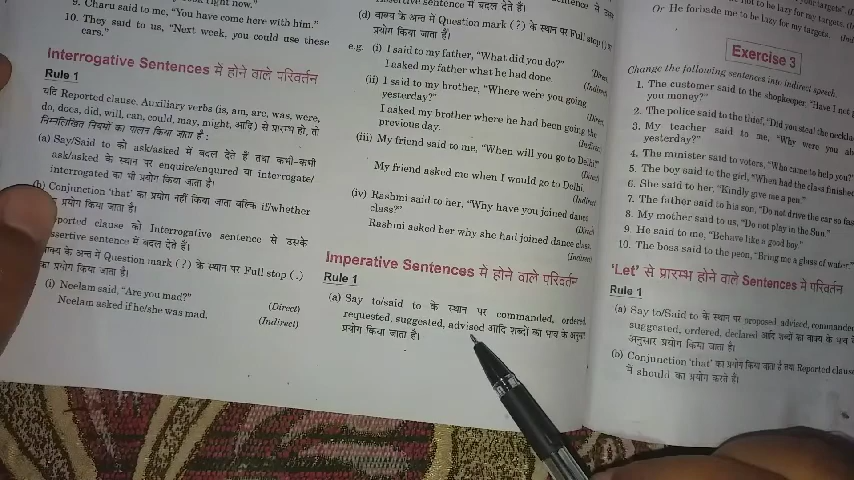 9. Charu said to me, "You have come here with him."
10. They said to us, "Next week, you could use these
cars."
Interrogative Sentences में होने वाले परिवर्तन
Rule 1
यदि Reported clause, Auxiliary verbs (is, am, are, was, were,
do, does, did, will, can, could, may, might, आदि) से प्रारम्भ हो, तो
निम्नलिखित नियमों का पालन किया जाता है :
(a) Say/Said to को ask/asked में बदल देते हैं तथा कभी-कभी
ask/asked के स्थान पर enquire/enquired या interrogate/
interrogated का भी प्रयोग किया जाता है।
(b) Conjunction 'that' का प्रयोग नहीं किया जाता बल्कि if/whether
प्रयोग किया जाता है।
ported clause को Interrogative sentence से उसके
ssertive sentence में बदल देते हैं।
वाक्य के अन्त में Question mark (?) के स्थान पर Full stop (.)
का प्रयोग किया जाता है।
(i) Neelam said, "Are you mad?" (Direct)
Neelam asked if he/she was mad. (Indirect)
sentence में बदल देते हैं।
(d) वाक्य के अन्त में Question mark (?) के स्थान पर Full stop
प्रयोग किया जाता है।
e.g. (i) I said to my father, "What did you do?"
I asked my father what he had done.
(ii) I said to my brother, "Where were you going
yesterday?"
I asked my brother where he had been going the
previous day.
(iii) My friend said to me, "When will you go to Delhi"
My friend asked me when I would go to Delhi.
(iv) Rashmi said to her, "Why have you joined dance
class?"
Rashmi asked her why she had joined dance class.
(Indirect)
Imperative Sentences में होने वाले परिवर्तन
Rule 1
(a) Say to/said to के स्थान पर commanded, ordered,
requested, suggested, advised आदि शब्दों का भाव के अनुसार
प्रयोग किया जाता है।
Or He forbade me to be lazy for my targets.
Exercise 3
Change the following sentences into indirect speech.
1. The customer said to the shopkeeper, "Have I not
you money?"
2. The police said to the thief, "Did you steal the
3. My teacher said to me, "Why were you
yesterday?"
4. The minister said to voters, "Who came to help you?"
5. The boy said to the girl, "When had the class finished
6. She said to her, "Kindly give me a pen."
7. The father said to his son, "Do not drive the car so
8. My mother said to us, "Do not play in the Sun."
9. He said to me, "Behave like a good boy."
10. The boss said to the peon, "Bring me a glass of water."
'Let' से प्रारम्भ होने वाले Sentences में परिवर्तन
Rule 1
(a) Say to/Said to के स्थान पर proposed, advised,
suggested, ordered, declared आदि शब्दों का वाक्य के भाव
अनुसार प्रयोग किया जाता है।
(b) Conjunction 'that' का प्रयोग किया जाता है तथा Reported clause
में should का प्रयोग करते हैं।